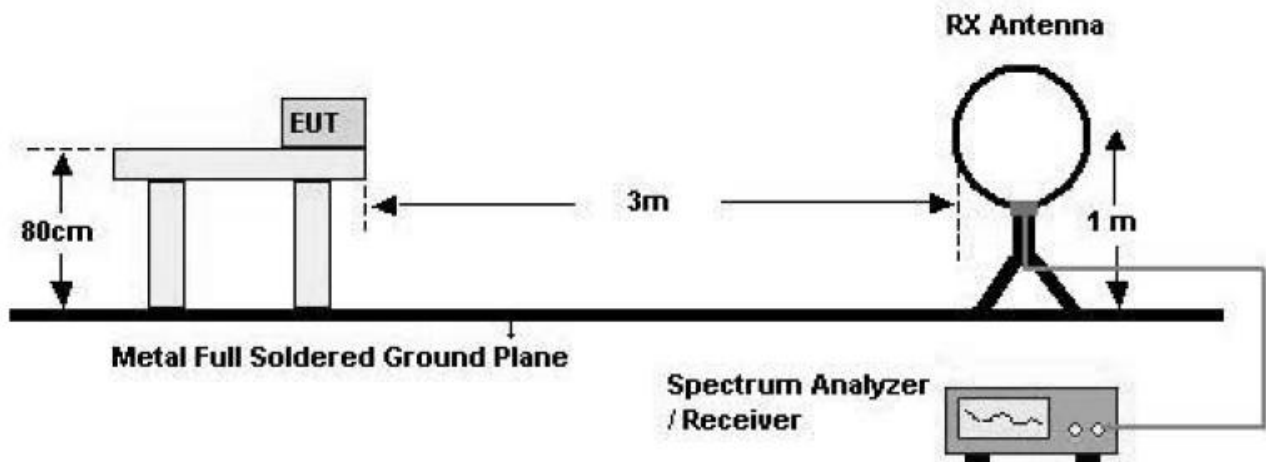 RX Antenna
EUT
3m
80cm
1 m
Metal Full Soldered Ground Plane
Spectrum Analyzer
/ Receiver